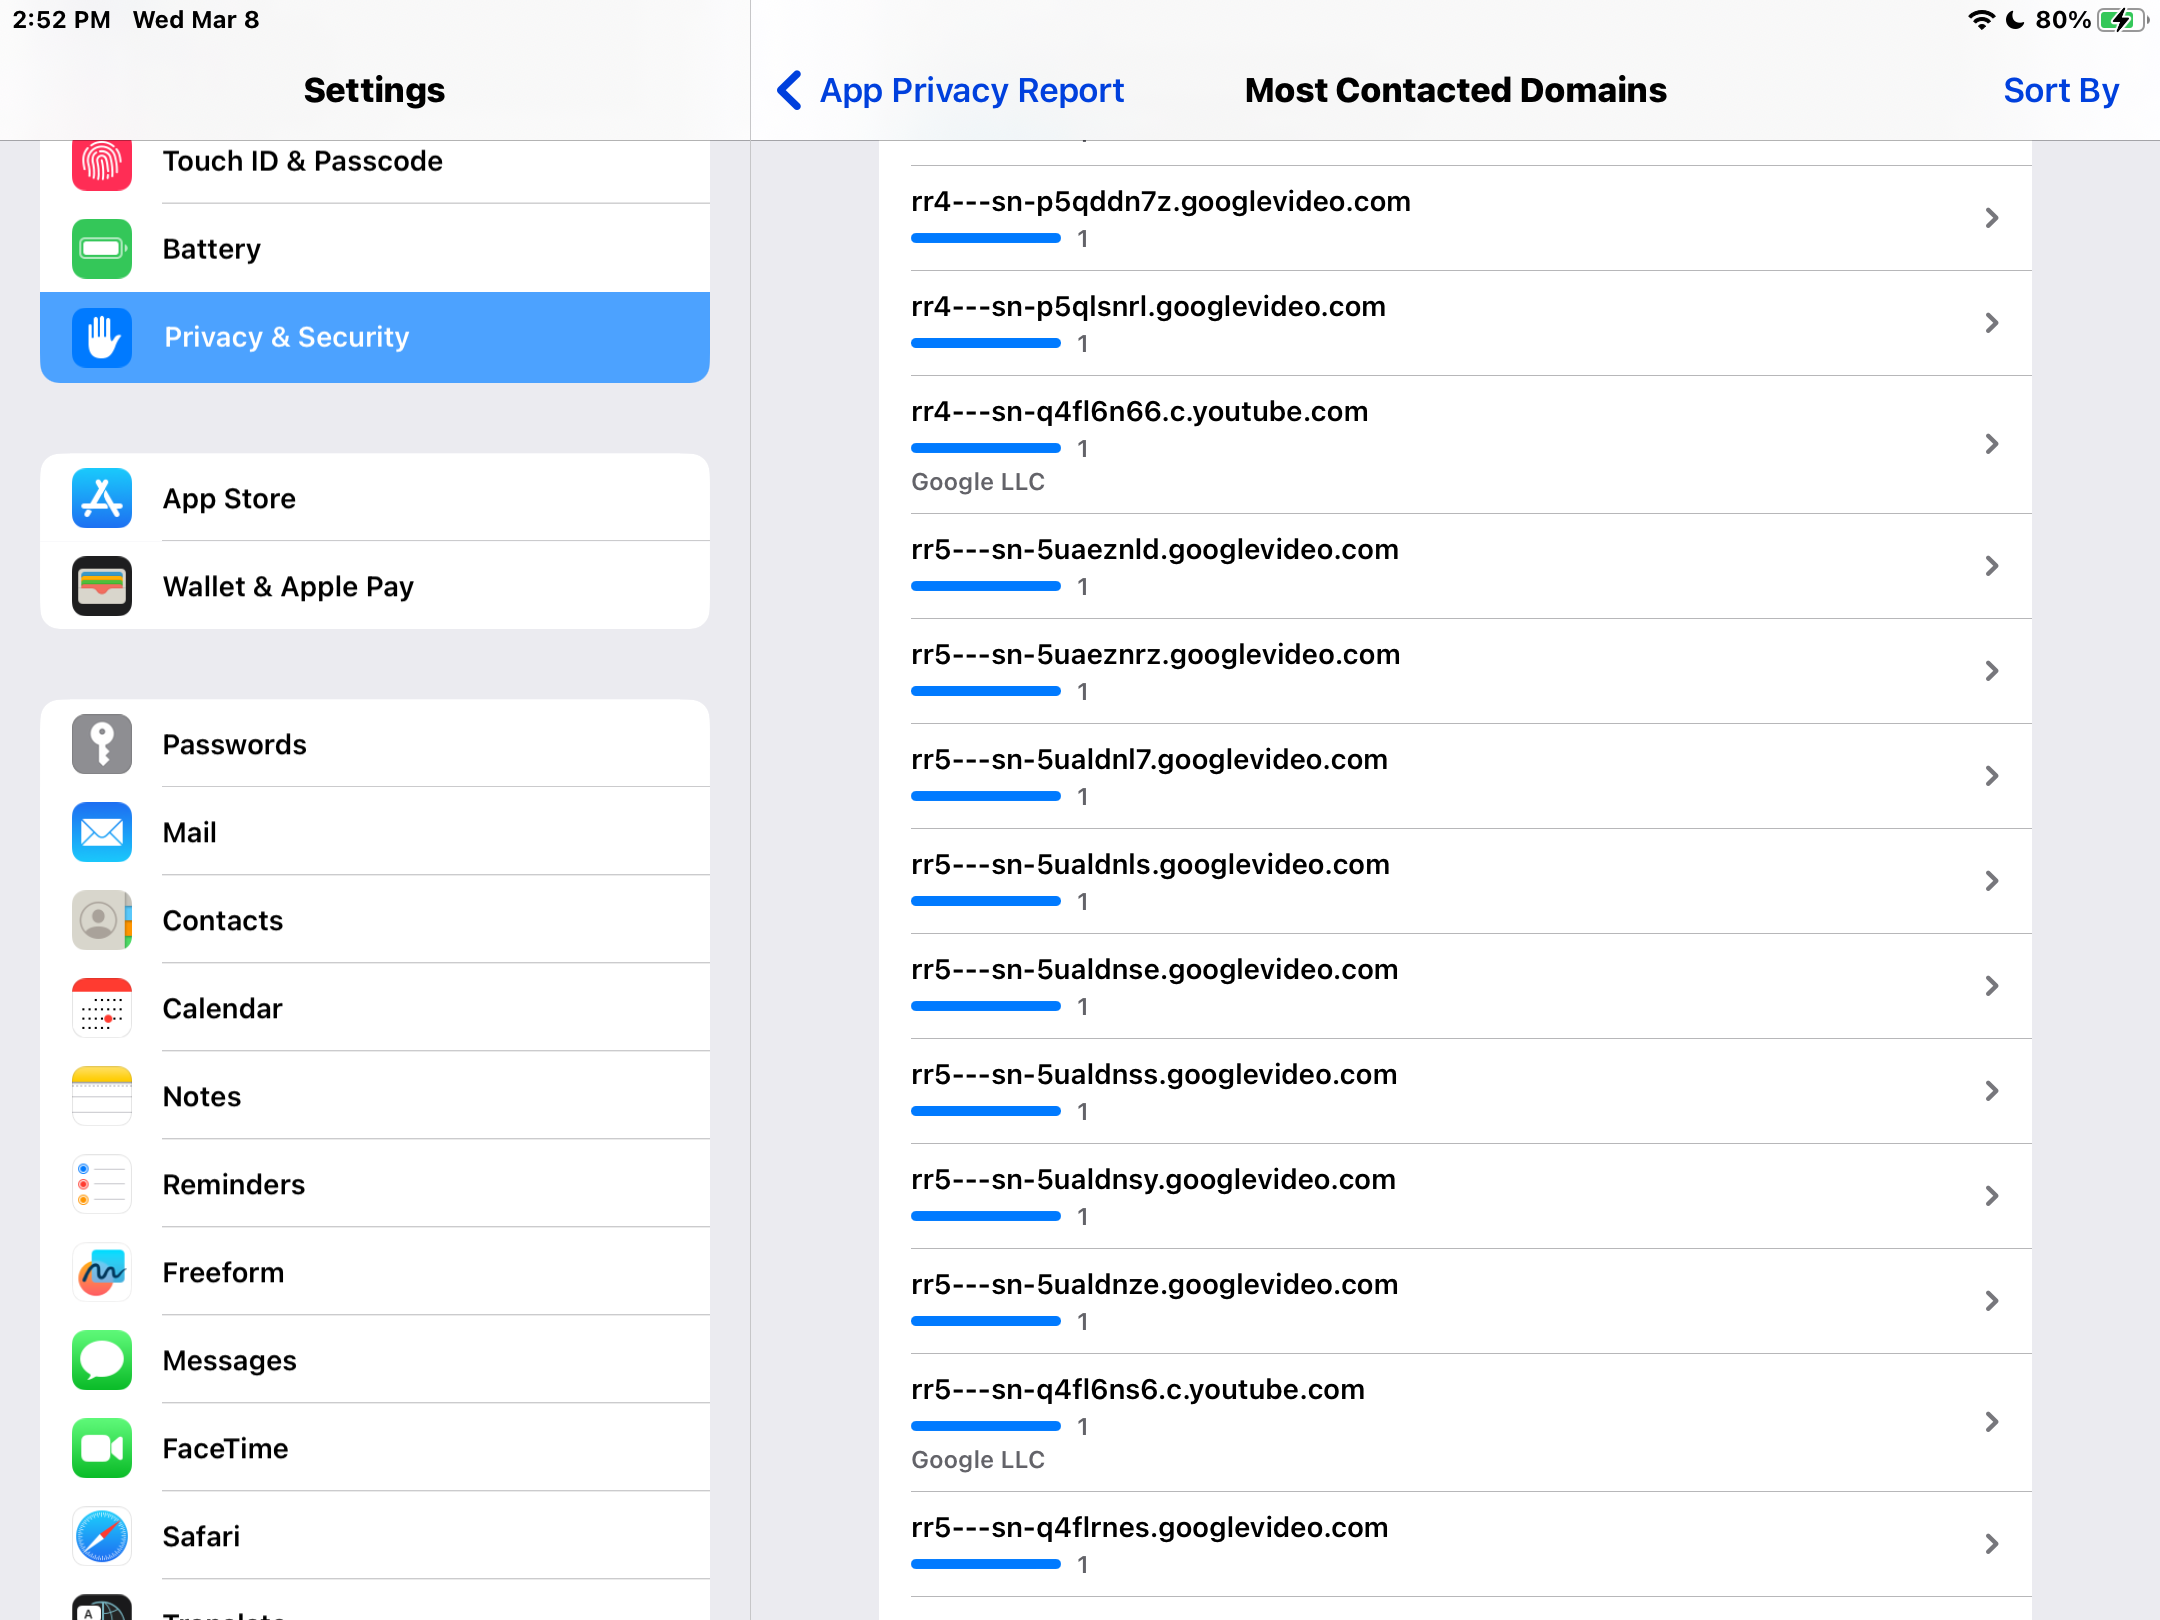 2:52 PM Wed Mar 8
80%
Settings
App Privacy Report
Most Contacted Domains
Sort By
Touch ID & Passcode
Battery
Privacy & Security
App Store
Wallet & Apple Pay
Passwords
Mail
Contacts
Calendar
Notes
Reminders
Freeform
Messages
FaceTime
Safari
A
rr4---sn-p5qddn7z.googlevideo.com
1
rr4---sn-p5qlsnrl.googlevideo.com
1
rr4---sn-q4fl6n66.c.youtube.com
1
Google LLC
rr5---sn-5uaeznld.googlevideo.com
1
rr5---sn-5uaeznrz.googlevideo.com
1
rr5---sn-5ualdnl7.googlevideo.com
1
rr5---sn-5ualdnls.googlevideo.com
1
rr5---sn-5ualdnse.googlevideo.com
1
rr5---sn-5ualdnss.googlevideo.com
1
rr5---sn-5ualdnsy.googlevideo.com
1
rr5---sn-5ualdnze.googlevideo.com
1
rr5---sn-q4fl6ns6.c.youtube.com
1
Google LLC
rr5---sn-q4flrnes.googlevideo.com
1